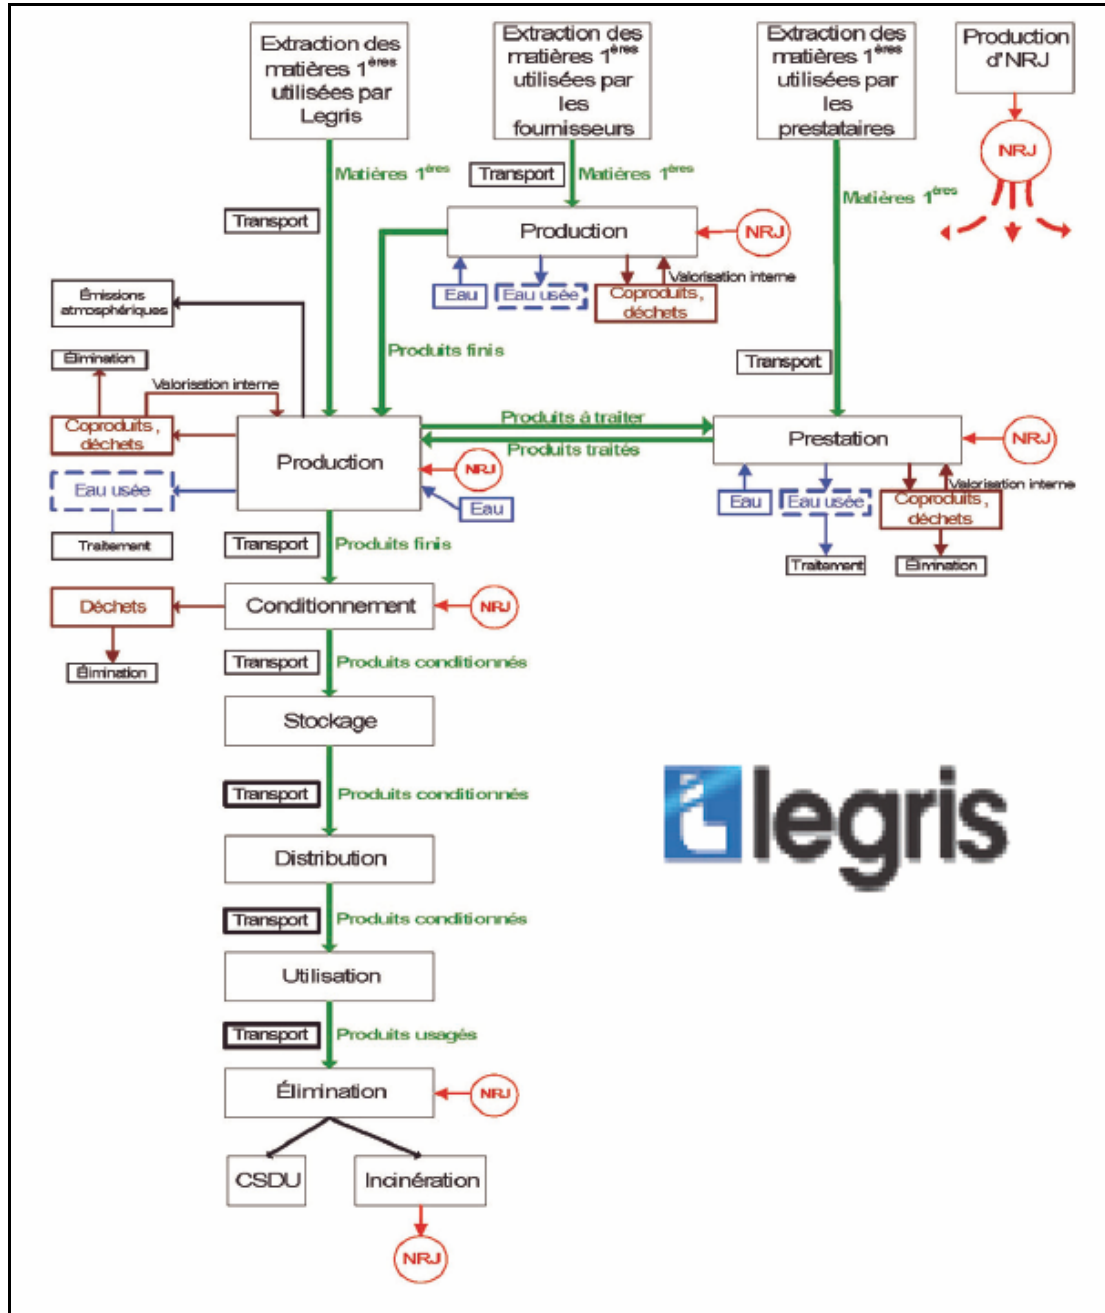 Extraction des
matières 1ères
utilisées par
Legris
Extraction des
matières 1ères
utilisées par
les
fournisseurs
Extraction des
matières 1ères
utilisées par
les
prestataires
Production
d'NRJ
NRJ
Matières 1ères
Transport
Matières 1ères
Matières 1ères
Transport
Production
NRJ
Valorisation interne
Eau
Eau usée
Coproduits,
déchets
Émissions
atmosphériques
Produits finis
Transport
Élimination
Valorisation interne
Coproduits,
déchets
Produits à traiter
Produits traités
Production
NRJ
Eau
Prestation
NRJ
Valorisation interne
Eau
Eau usée
Coproduits,
déchets
Traitement
Élimination
Eau usée
Traitement
Transport
Produits finis
Déchets
Conditionnement
NRJ
Élimination
Transport
Produits conditionnés
Stockage
Transport
Produits conditionnés
legris
Distribution
Transport
Produits conditionnés
Utilisation
Transport
Produits usagés
Élimination
NRJ
CSDU
Incinération
NRJ